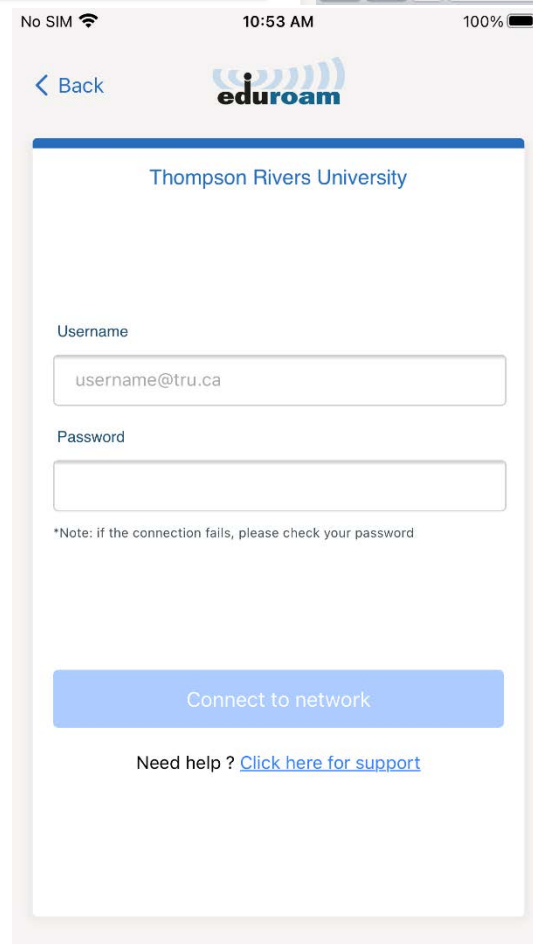 No SIM 10:53 AM 100%
Back
eduroam
Thompson Rivers University
Username
username@tru.ca
Password
*Note: if the connection fails, please check your password
Connect to network
Need help ? Click here for support